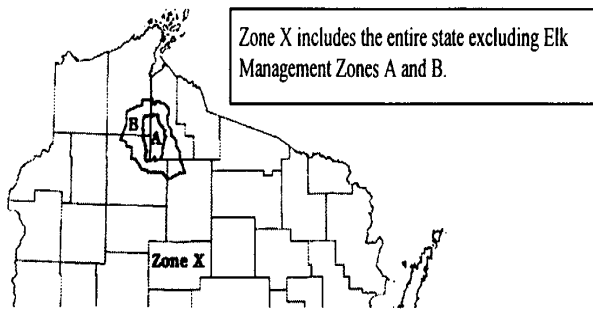 Zone X includes the entire state excluding Elk
Management Zones A and B.
B
A
Zone X